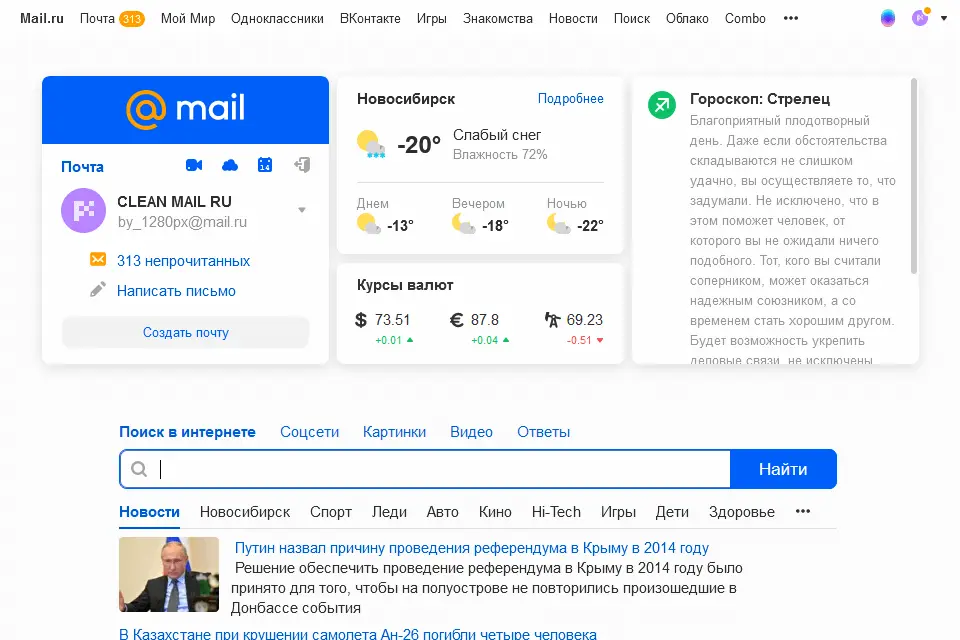 Mail.ru Почта 313 Мой Мир Одноклассники ВКонтакте Игры Знакомства Новости Поиск Облако Combo •••
@mail
Почта 14
CLEAN MAIL RU
by_1280px@mail.ru
313 непрочитанных
Написать письмо
Создать почту
Новосибирск Подробнее
-20° Слабый снег
Влажность 72%
Днем Вечером Ночью
-13° -18° -22°
Курсы валют
$ 73.51 € 87.8 69.23
+0.01 +0.04 -0.51
Гороскоп: Стрелец
Благоприятный плодотворный
день. Даже если обстоятельства
складываются не слишком
удачно, вы осуществляете то, что
задумали. Не исключено, что в
этом поможет человек, от
которого вы не ожидали ничего
подобного. Тот, кого вы считали
соперником, может оказаться
надежным союзником, а со
временем стать хорошим другом.
Будет возможность укрепить
деловые связи, не исключены
Поиск в интернете Соцсети Картинки Видео Ответы
Найти
Новости Новосибирск Спорт Леди Авто Кино Hi-Tech Игры Дети Здоровье •••
Путин назвал причину проведения референдума в Крыму в 2014 году
Решение обеспечить проведение референдума в Крыму в 2014 году было
принято для того, чтобы на полуострове не повторились произошедшие в
Донбассе события
В Казахстане при крушении самолета Ан-26 погибли четыре человека